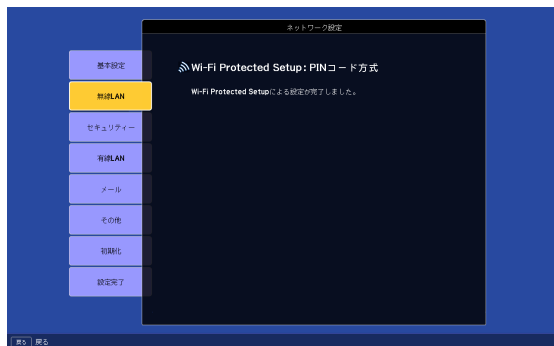 ネットワーク設定
基本設定
無線LAN
セキュリティー
有線LAN
メール
その他
初期化
設定完了
Wi-Fi Protected Setup：PINコード方式
Wi-Fi Protected Setupによる設定が完了しました。
戻る 戻る